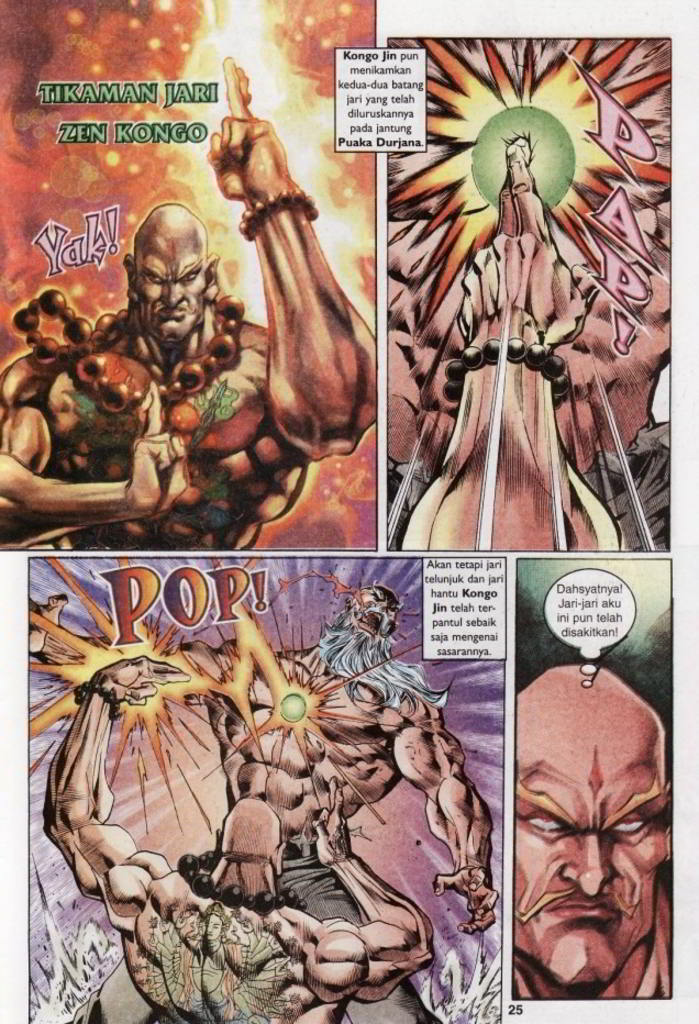 TIKAMAN JARI
ZEN KONGO
Yak!
Kongo Jin pun
menikamkan
kedua-dua batang
jari yang telah
diluruskannya
pada jantung
Puaka Durjana.
PAP!
POP!
Akan tetapi jari
telunjuk dan jari
hantu Kongo
Jin telah ter-
pantul sebaik
saja mengenai
sasarannya.
Dahsyatnya!
Jari-jari aku
ini pun telah
disakitkan!
25